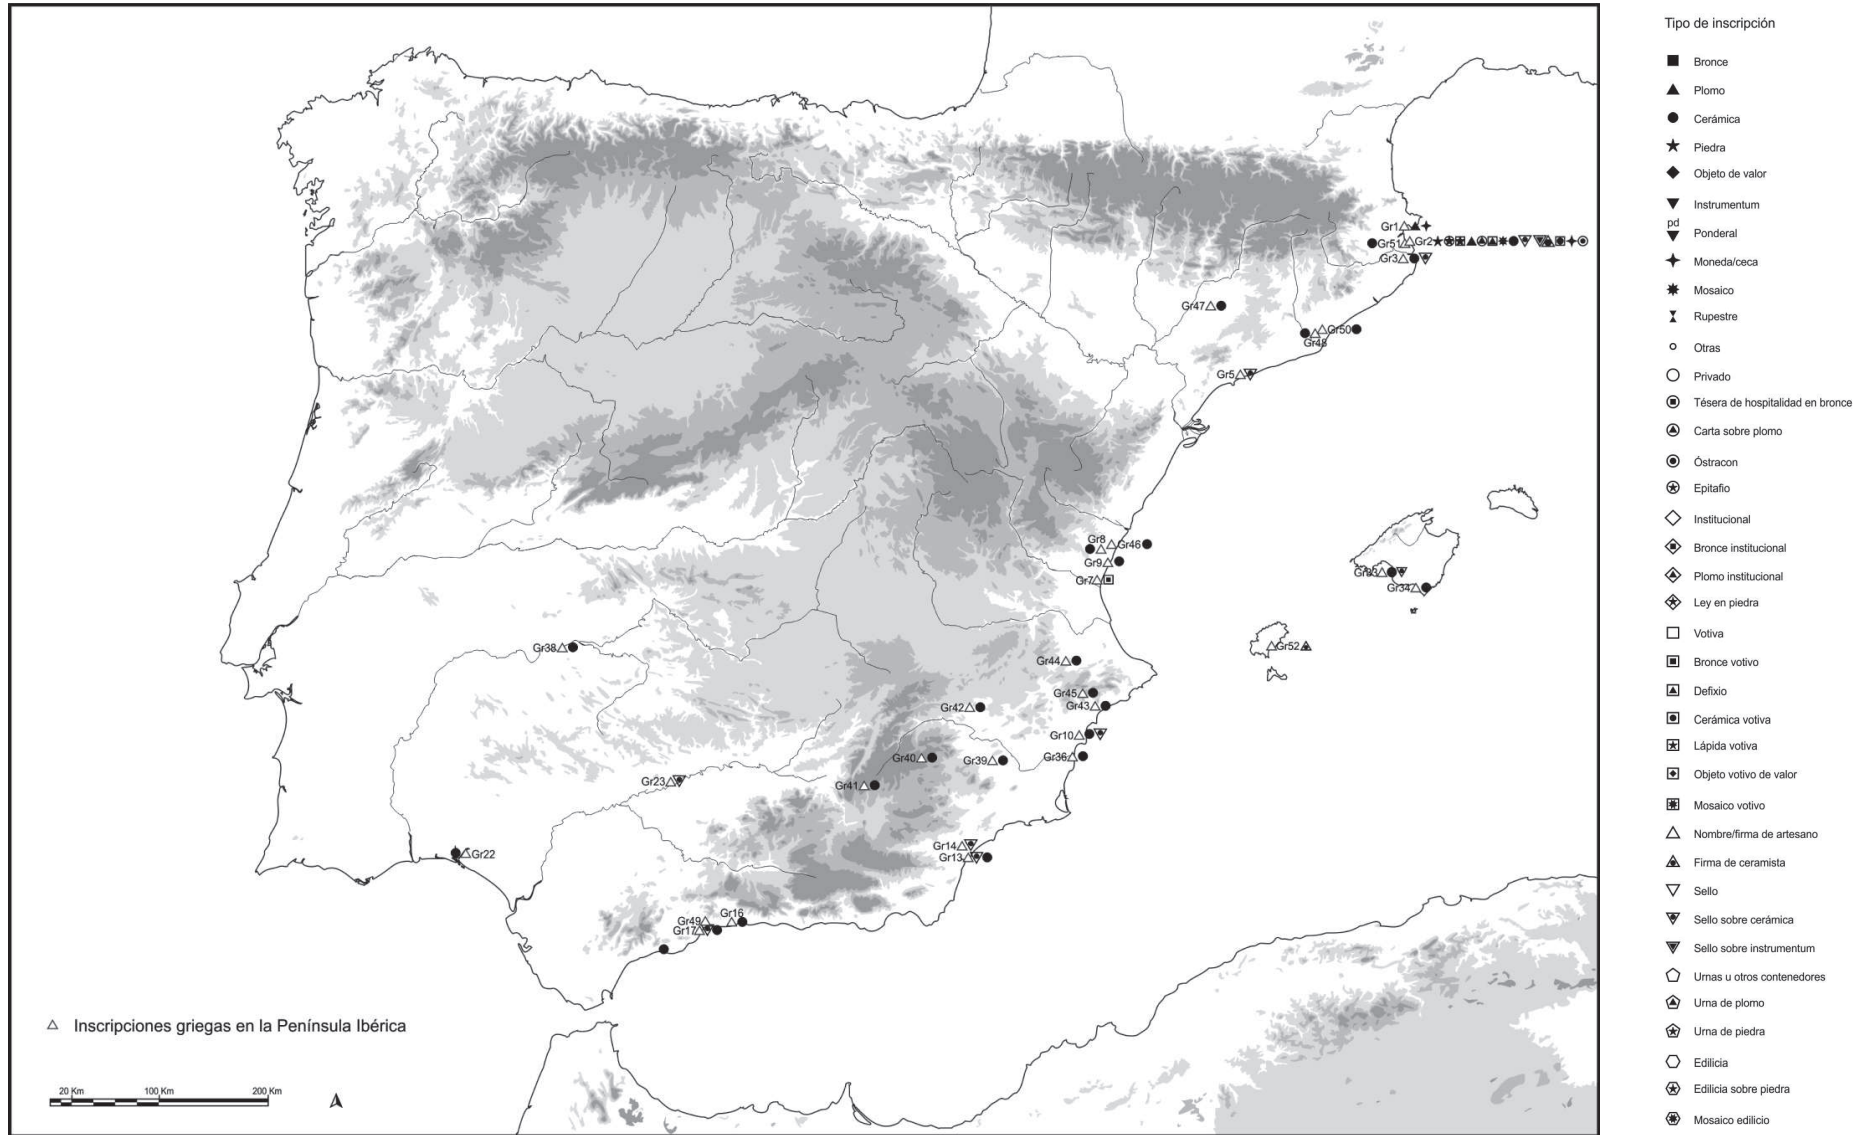 Tipo de inscripción
Bronce
Plomo
Cerámica
Piedra
Objeto de valor
Instrumentum
pd
Ponderal
Moneda/ceca
Mosaico
Rupestre
Otras
Privado
Tésera de hospitalidad en bronce
Carta sobre plomo
Óstracon
Epitafio
Institucional
Bronce institucional
Plomo institucional
Ley en piedra
Votiva
Bronce votivo
Defixio
Cerámica votiva
Lápida votiva
Objeto votivo de valor
Mosaico votivo
Nombre/firma de artesano
Firma de ceramista
Sello
Sello sobre cerámica
Sello sobre instrumentum
Urnas u otros contenedores
Urna de plomo
Urna de piedra
Edilicia
Edilicia sobre piedra
Mosaico edilicio
Gr1
Gr51
Gr2
Gr3
Gr47
Gr50
Gr48
Gr5
Gr8
Gr46
Gr9
Gr7
Gr33
Gr34
Gr52
Gr38
Gr44
Gr45
Gr43
Gr42
Gr10
Gr40
Gr39
Gr36
Gr41
Gr23
Gr14
Gr13
Gr22
Gr49
Gr16
Gr17
Inscripciones griegas en la Península Ibérica
20 Km
100 Km
200 Km